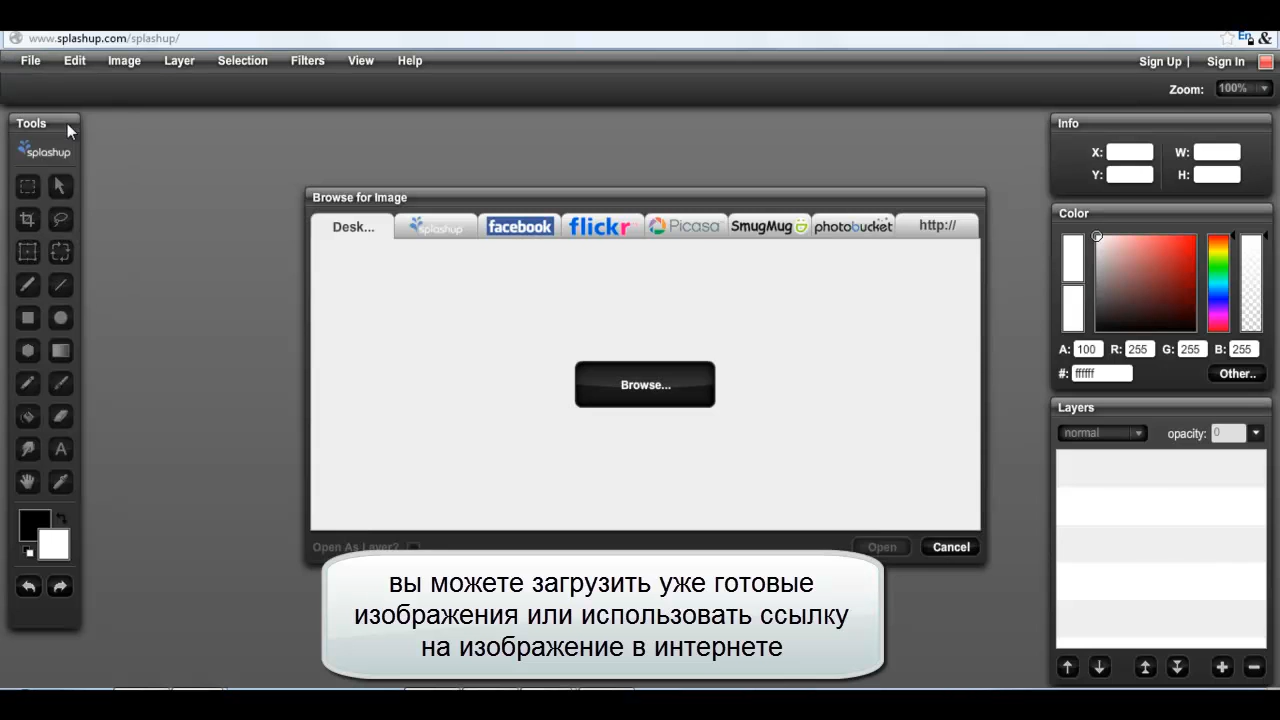 www.splashup.com/splashup/
En
&
File Edit Image Layer Selection Filters View Help
Sign Up | Sign In
Zoom: 100%
Tools
splashup
Browse for Image
Desk... splashup facebook flickr Picasa SmugMug photobucket http://
Browse...
Open As Layer? Open Cancel
вы можете загрузить уже готовые
изображения или использовать ссылку
на изображение в интернете
A
Info
X: W:
Y: H:
Color
A: 100 R: 255 G: 255 B: 255
#: ffffff Other..
Layers
normal opacity: 0